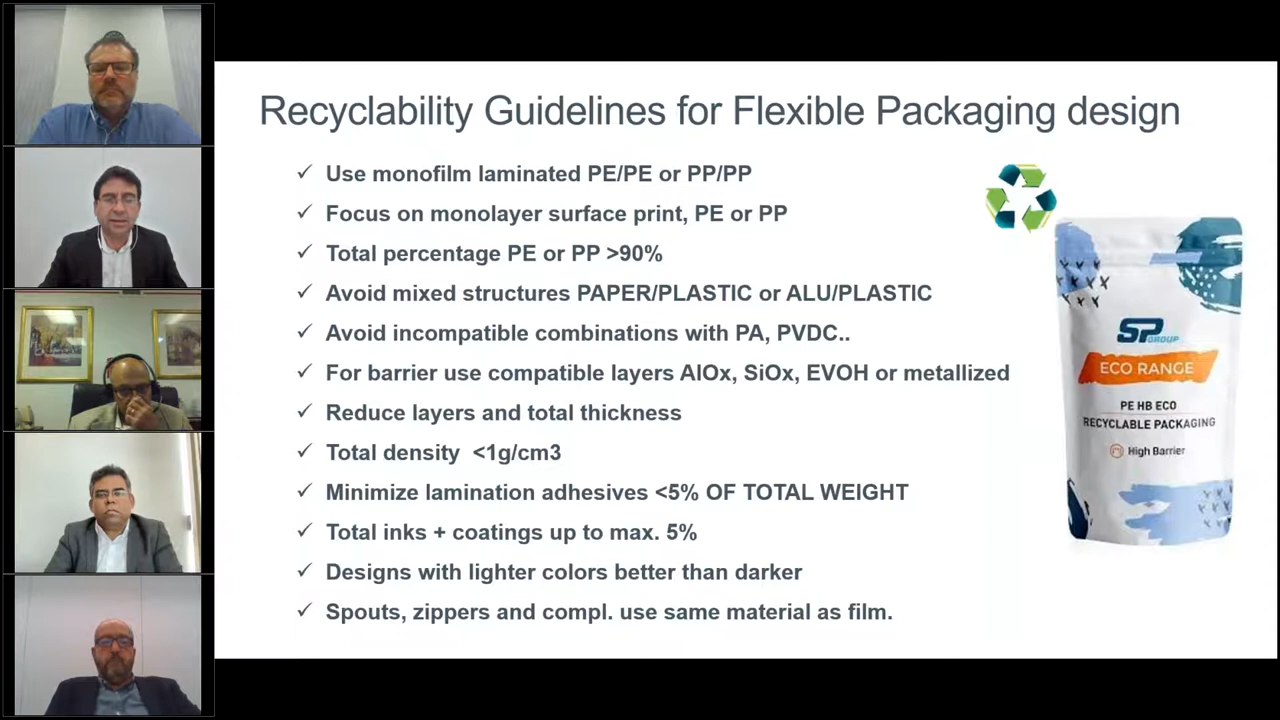 Recyclability Guidelines for Flexible Packaging design
✓ Use monofilm laminated PE/PE or PP/PP
✓ Focus on monolayer surface print, PE or PP
✓ Total percentage PE or PP >90%
✓ Avoid mixed structures PAPER/PLASTIC or ALU/PLASTIC
✓ Avoid incompatible combinations with PA, PVDC..
✓ For barrier use compatible layers AlOx, SiOx, EVOH or metallized
✓ Reduce layers and total thickness
✓ Total density <1g/cm3
✓ Minimize lamination adhesives <5% OF TOTAL WEIGHT
✓ Total inks + coatings up to max. 5%
✓ Designs with lighter colors better than darker
✓ Spouts, zippers and compl. use same material as film.
SP GROUP
ECO RANGE
PE HB ECO
RECYCLABLE PACKAGING
High Barrier